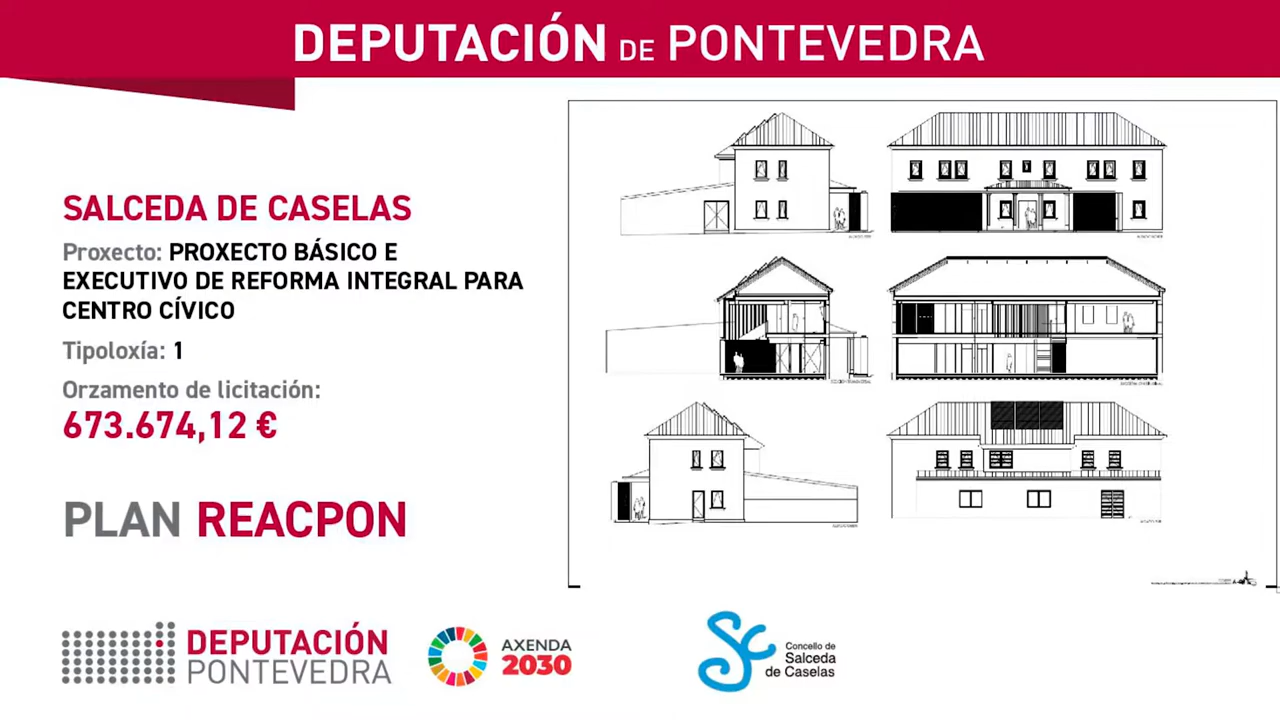 DEPUTACIÓN DE PONTEVEDRA
SALCEDA DE CASELAS
Proxecto: PROXECTO BÁSICO E
EXECUTIVO DE REFORMA INTEGRAL PARA
CENTRO CÍVICO
Tipoloxía: 1
Orzamento de licitación:
673.674,12 €
PLAN REACPON
DEPUTACIÓN
PONTEVEDRA
AXENDA
2030
Sc
Concello de
Salceda
de Caselas